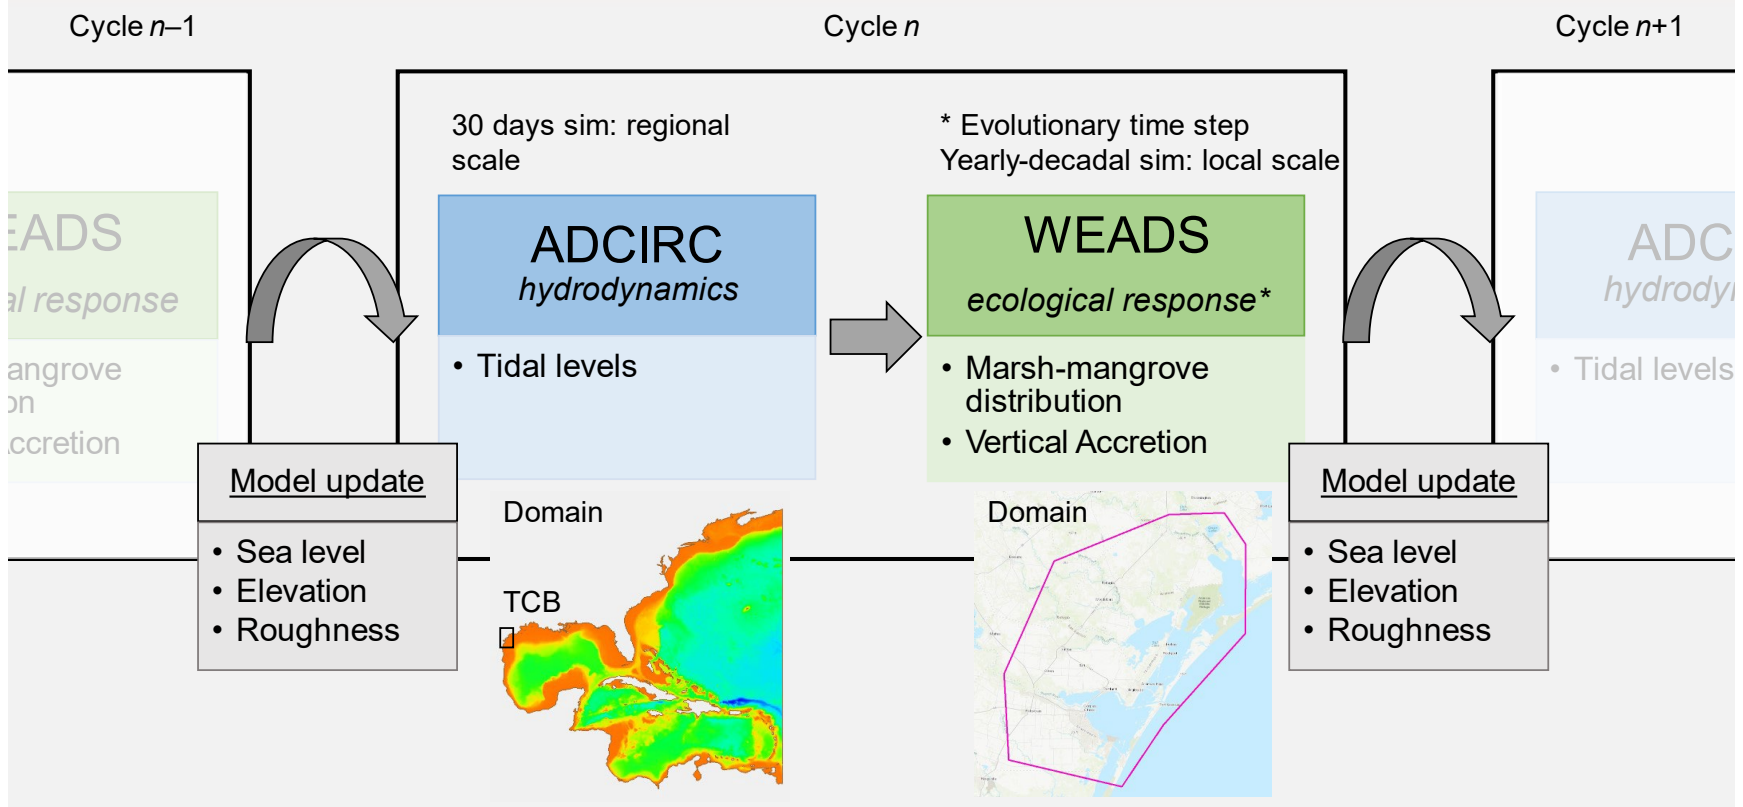 Cycle n–1
Cycle n
Cycle n+1
30 days sim: regional
scale
* Evolutionary time step
Yearly-decadal sim: local scale
EADS
al response
angrove
on
Accretion
ADCIRC
hydrodynamics
• Tidal levels
WEADS
ecological response*
• Marsh-mangrove
distribution
• Vertical Accretion
ADC
hydrody
• Tidal levels
Model update
• Sea level
• Elevation
• Roughness
Domain
TCB
Domain
Model update
• Sea level
• Elevation
• Roughness